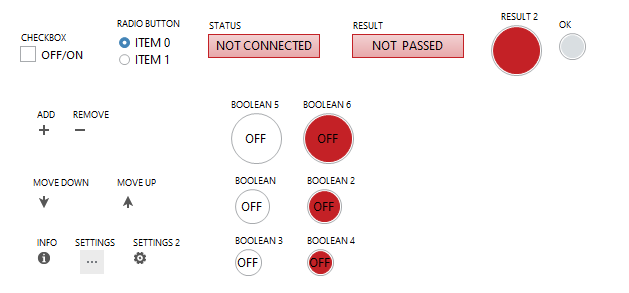 CHECKBOX
OFF/ON
RADIO BUTTON
ITEM 0
ITEM 1
STATUS
NOT CONNECTED
RESULT
NOT PASSED
RESULT 2
OK
ADD
REMOVE
BOOLEAN 5
OFF
BOOLEAN 6
OFF
MOVE DOWN
MOVE UP
BOOLEAN
OFF
BOOLEAN 2
OFF
INFO
SETTINGS
...
SETTINGS 2
BOOLEAN 3
OFF
BOOLEAN 4
OFF